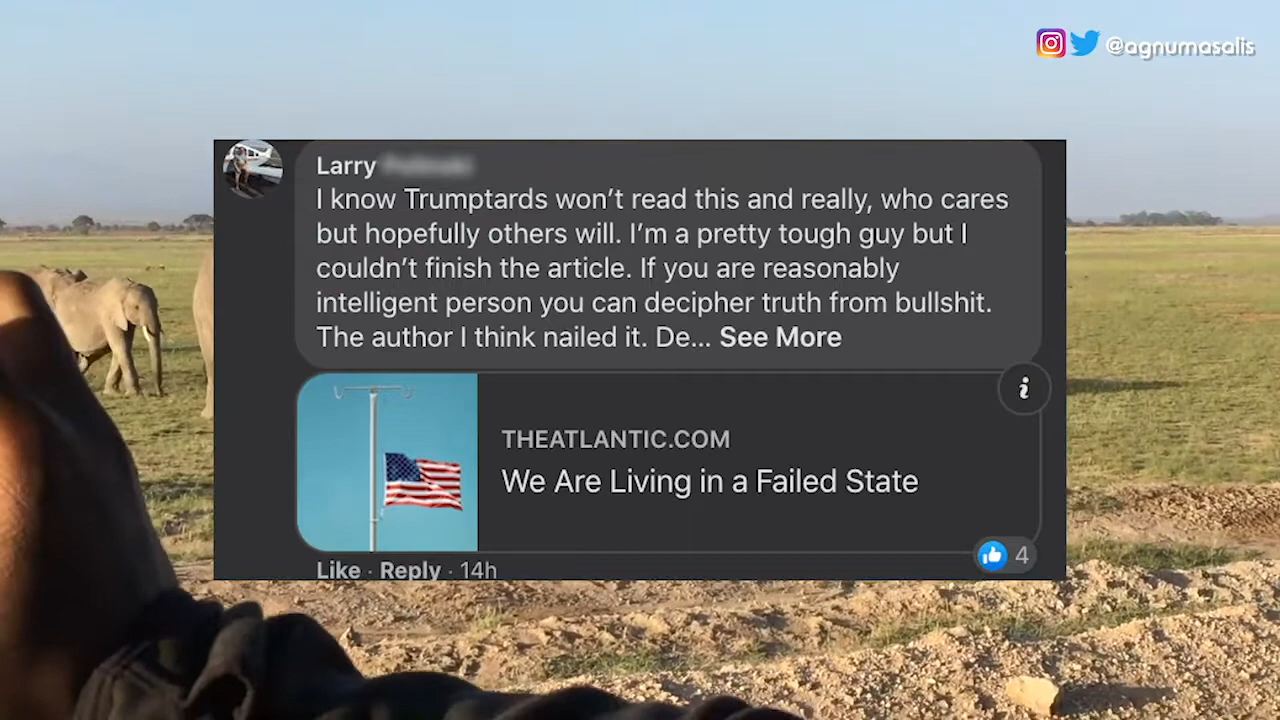 @agnumasalis
Larry
I know Trumptards won't read this and really, who cares
but hopefully others will. I'm a pretty tough guy but I
couldn't finish the article. If you are reasonably
intelligent person you can decipher truth from bullshit.
The author I think nailed it. De... See More
THEATLANTIC.COM
We Are Living in a Failed State
4
Like · Reply · 14h